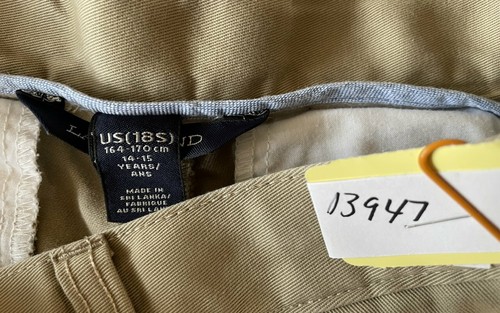 US(18S)
164-170 cm
14-15
YEARS/
ANS
MADE IN
SRI LANKA/
FABRIQUE
AU SRI LANKA
13947